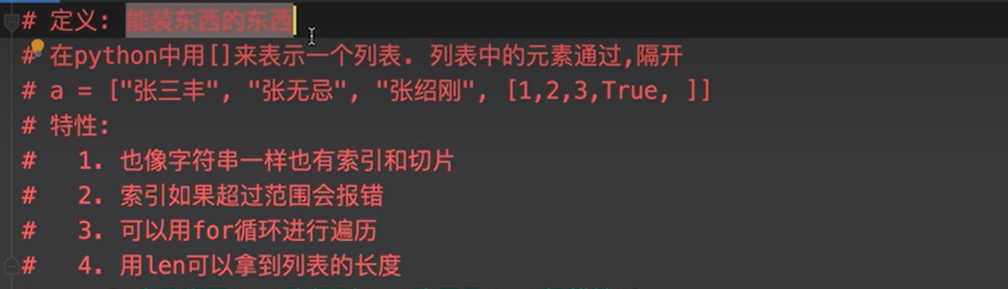 # 定义: 能装东西的东西
# 在python中用[]来表示一个列表. 列表中的元素通过,隔开
# a = ["张三丰", "张无忌", "张绍刚", [1,2,3,True, ]]
# 特性:
#   1. 也像字符串一样也有索引和切片
#   2. 索引如果超过范围会报错
#   3. 可以用for循环进行遍历
#   4. 用len可以拿到列表的长度